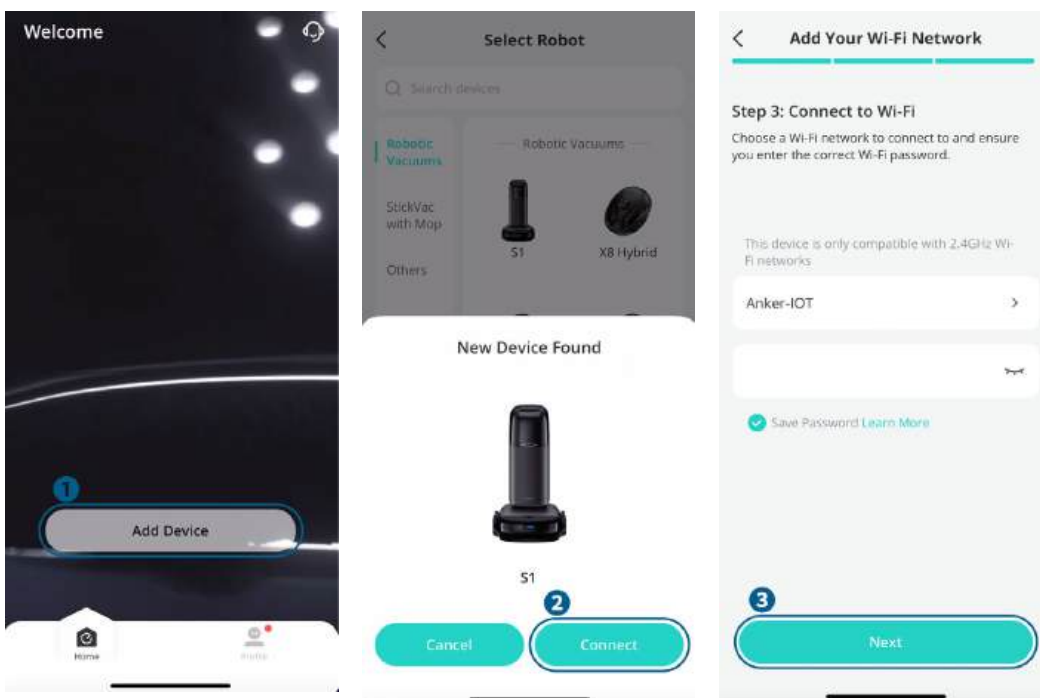 Welcome
1
Add Device
Home
Profile
Select Robot
Search devices
Robotic
Vacuums
StickVac
with Mop
Others
Robotic Vacuums
S1
X8 Hybrid
New Device Found
S1
2
Cancel
Connect
Add Your Wi-Fi Network
Step 3: Connect to Wi-Fi
Choose a Wi-Fi network to connect to and ensure
you enter the correct Wi-Fi password.
This device is only compatible with 2.4GHz Wi-
Fi networks
Anker-IOT
Save Password Learn More
3
Next